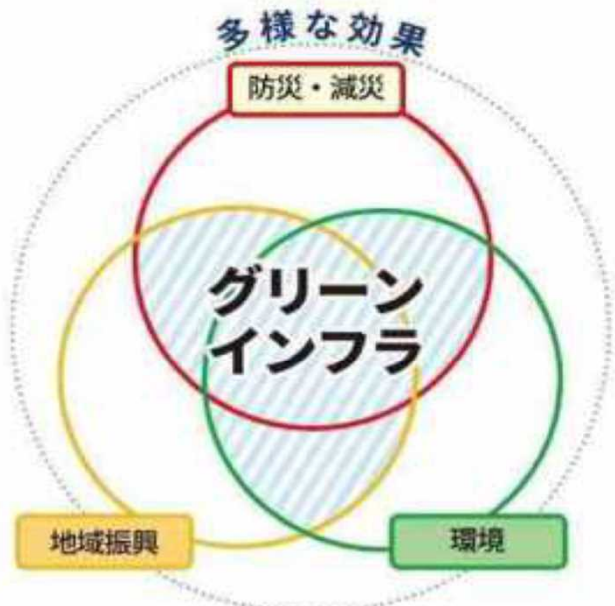 多様な効果
防災・減災
グリーン
インフラ
地域振興
環境